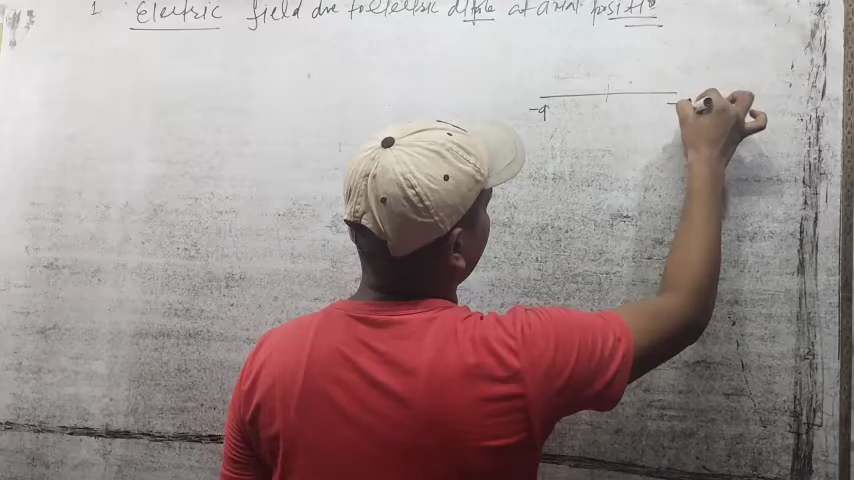 1 Electric field due to electric dipole at axial position
-q